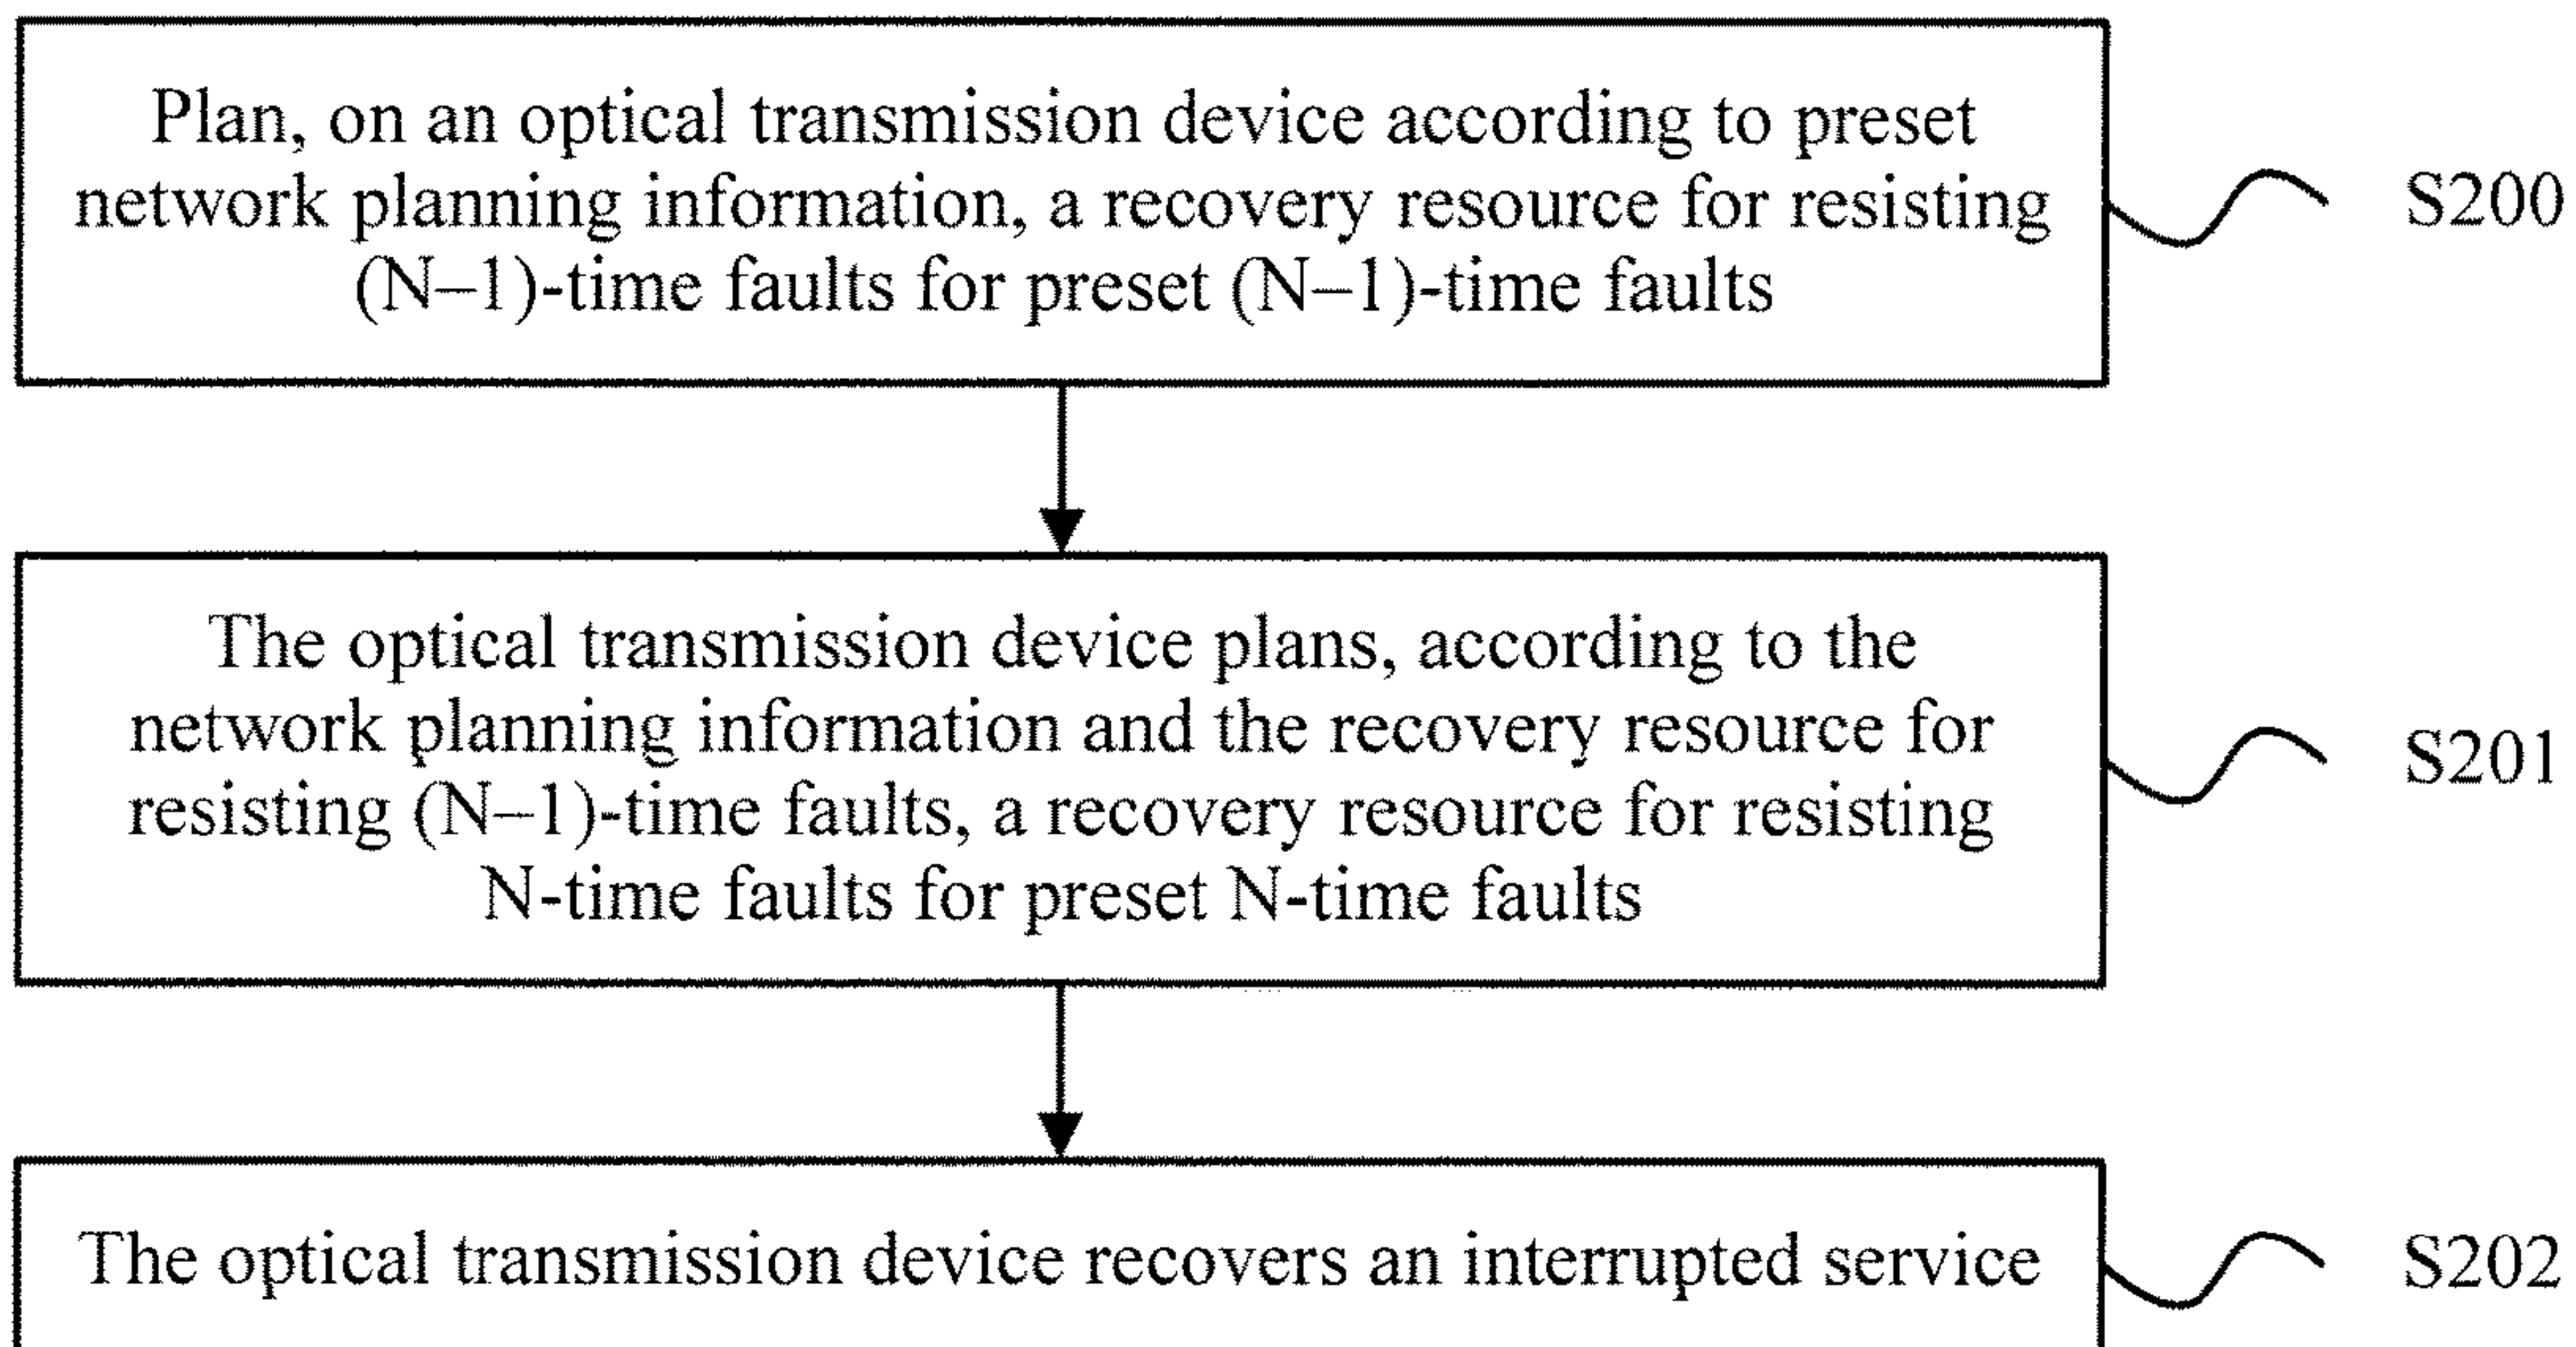 Plan, on an optical transmission device according to preset
network planning information, a recovery resource for resisting
(N–1)-time faults for preset (N–1)-time faults
S200
The optical transmission device plans, according to the
network planning information and the recovery resource for
resisting (N–1)-time faults, a recovery resource for resisting
N-time faults for preset N-time faults
S201
The optical transmission device recovers an interrupted service
S202